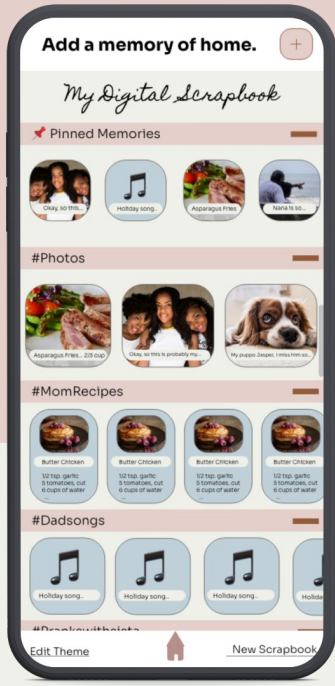 Add a memory of home.
+
My Digital Scrapbook
Pinned Memories
Okay, so this...
Holiday song..
Asparagus Fries
Nana is so...
#Photos
Asparagus Fries... 2/3 cup
Okay, so this is probably my...
My puppo Jasper, I miss him so...
#MomRecipes
Butter Chicken
1/2 tsp. garlic
5 tomatoes, cut
6 cups of water
...
Butter Chicken
1/2 tsp. garlic
5 tomatoes, cut
6 cups of water
Butter Chicken
1/2 tsp. garlic
5 tomatoes, cut
6 cups of water
Butter Chicken
1/2 tsp. garlic
5 tomatoes, cut
6 cups of water
#Dadsongs
Holiday song..
Holiday song..
Holiday song..
Holiday
#Prankswithsista
Edit Theme
New Scrapbook